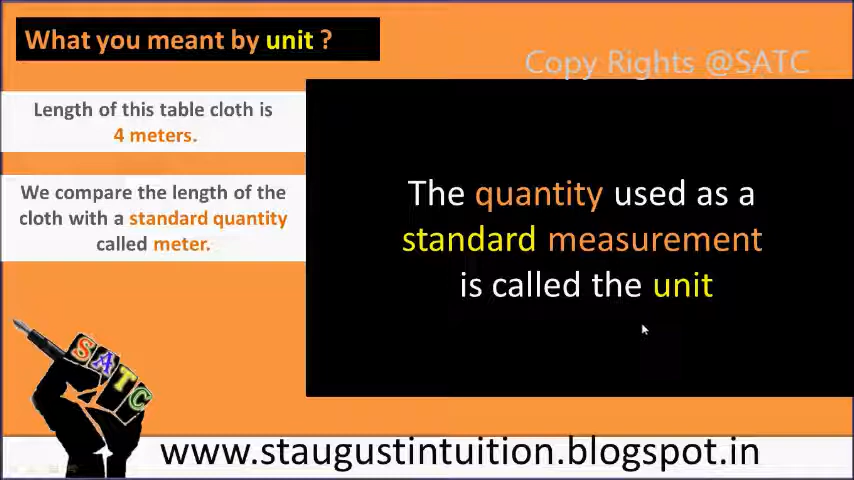 What you meant by unit ?
Copy Rights @SATC
Length of this table cloth is
4 meters.
We compare the length of the
cloth with a standard quantity
called meter.
The quantity used as a
standard measurement
is called the unit
SATC
www.staugustintuition.blogspot.in